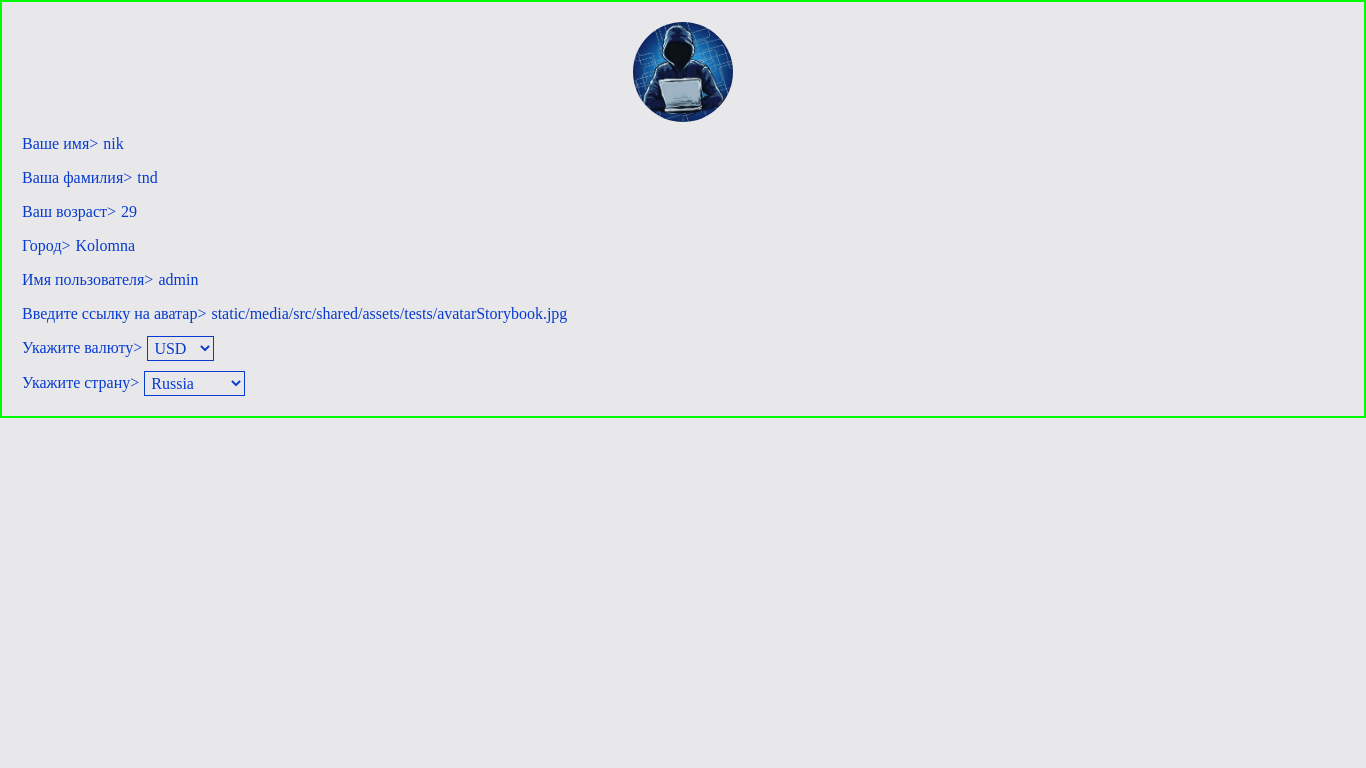 Ваше имя> nik
Ваша фамилия> tnd
Ваш возраст> 29
Город> Kolomna
Имя пользователя> admin
Введите ссылку на аватар> static/media/src/shared/assets/tests/avatarStorybook.jpg
Укажите валюту> USD
Укажите страну> Russia